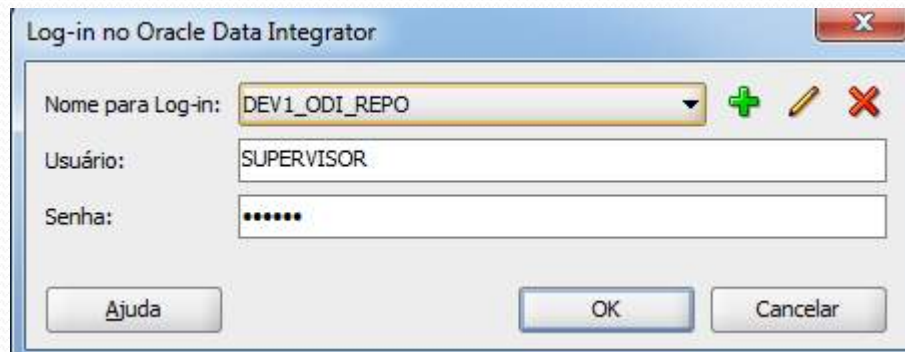 Log-in no Oracle Data Integrator
Nome para Log-in: DEV1_ODI_REPO
Usuário: SUPERVISOR
Senha: ••••••
Ajuda OK Cancelar